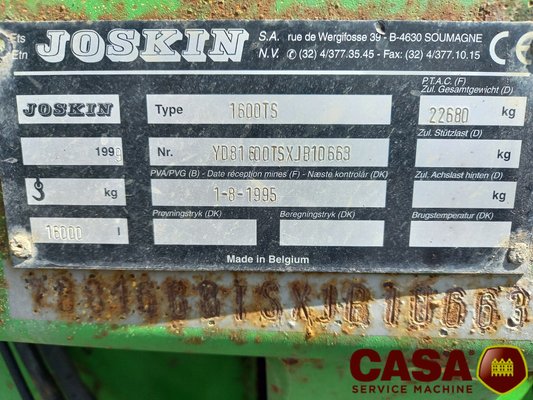 Ets
Etn
JOSKIN
S.A. rue de Wergifosse 39 - B-4630 SOUMAGNE
N.V. (32) 4/377.35.45 - Fax: (32) 4/377.10.15
CE
JOSKIN
Type 1600TS
P.T.A.C. (F)
Zul. Gesamtgewicht (D)
22680 kg
199
Nr. YD81600TSXJB10663
Zul. Stützlast (D)
kg
kg
PVA/PVG (B) - Date réception mines (F) - Næste kontrolår (DK)
1-8-1995
Zul. Achslast hinten (D)
kg
16000 l
Prøvningstryk (DK)
Beregningstryk (DK)
Brugstemperatur (DK)
Made in Belgium
CASA
SERVICE MACHINE